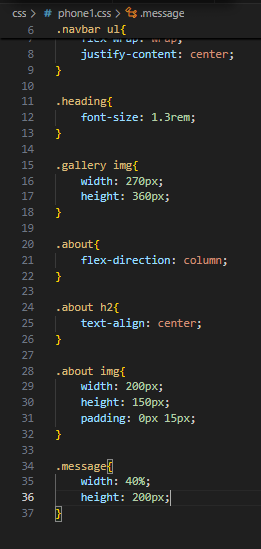 css > # phone1.css > .message
6 .navbar ul{
7 flex-wrap: wrap;
8 justify-content: center;
9 }
10
11 .heading{
12 font-size: 1.3rem;
13 }
14
15 .gallery img{
16 width: 270px;
17 height: 360px;
18 }
19
20 .about{
21 flex-direction: column;
22 }
23
24 .about h2{
25 text-align: center;
26 }
27
28 .about img{
29 width: 200px;
30 height: 150px;
31 padding: 0px 15px;
32 }
33
34 .message{
35 width: 40%;
36 height: 200px;
37 }